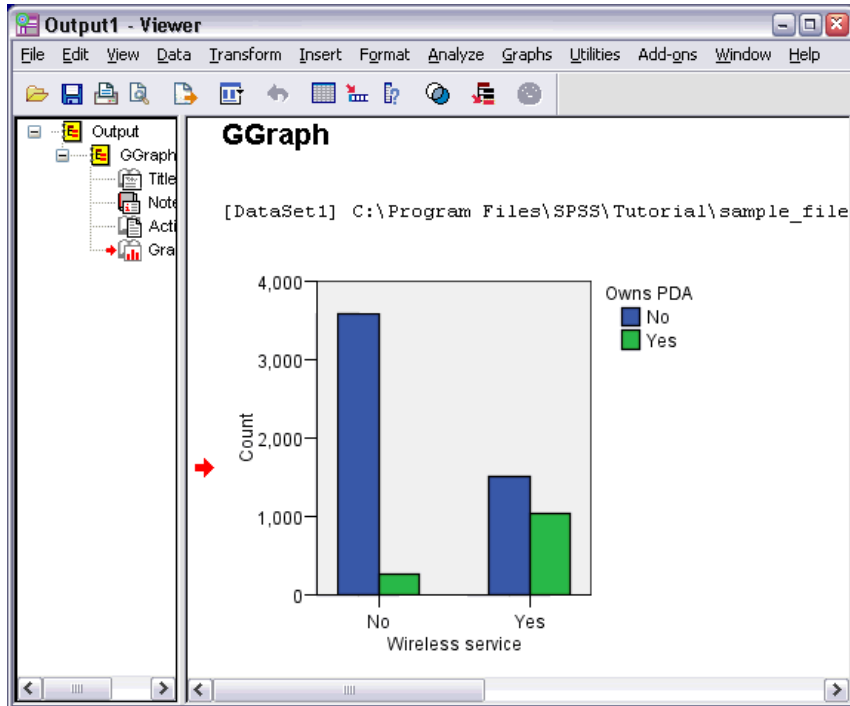 Output1 - Viewer
File Edit View Data Transform Insert Format Analyze Graphs Utilities Add-ons Window Help
Output
GGraph
Title
Note
Acti
Gra
GGraph
[DataSet1] C:\Program Files\SPSS\Tutorial\sample_file
4,000
3,000
2,000
1,000
0
Count
No
Yes
Wireless service
Owns PDA
No
Yes